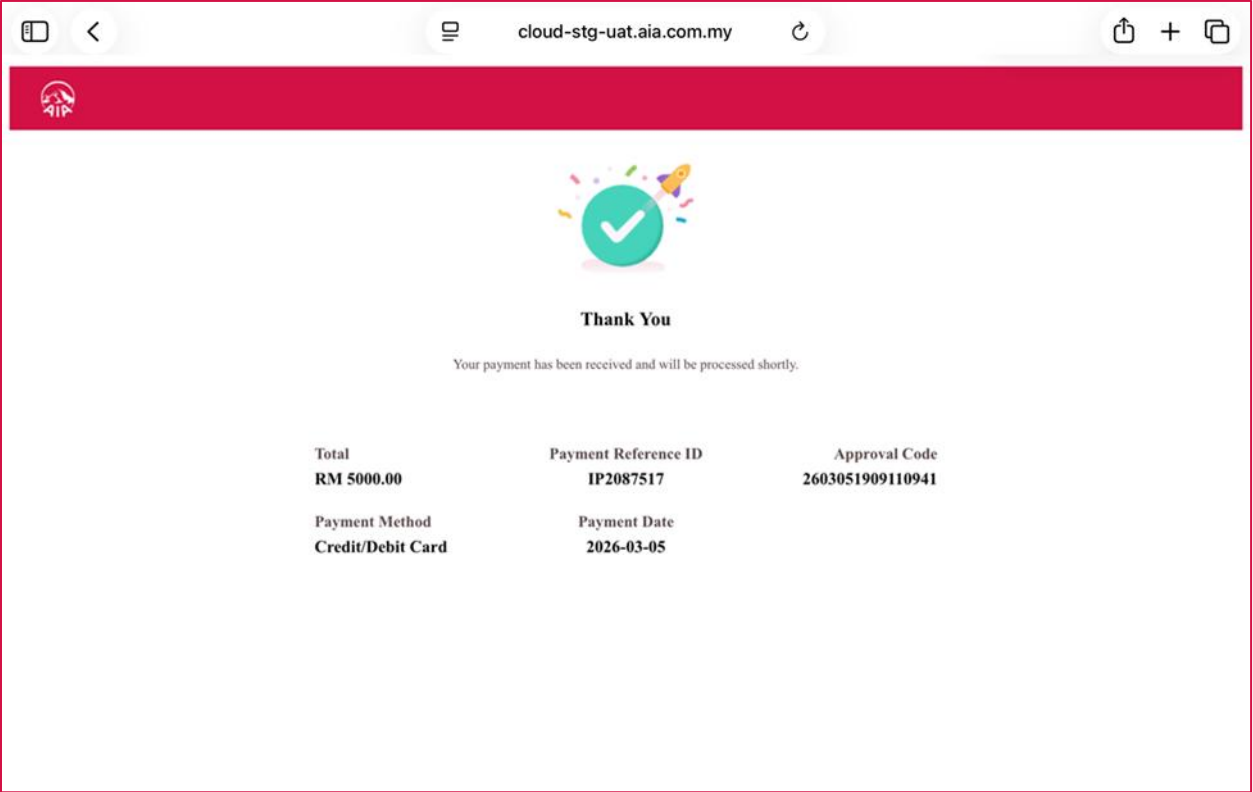 cloud-stg-uat.aia.com.my
AIA
Thank You
Your payment has been received and will be processed shortly.
Total Payment Reference ID Approval Code
RM 5000.00 IP2087517 2603051909110941
Payment Method Payment Date
Credit/Debit Card 2026-03-05